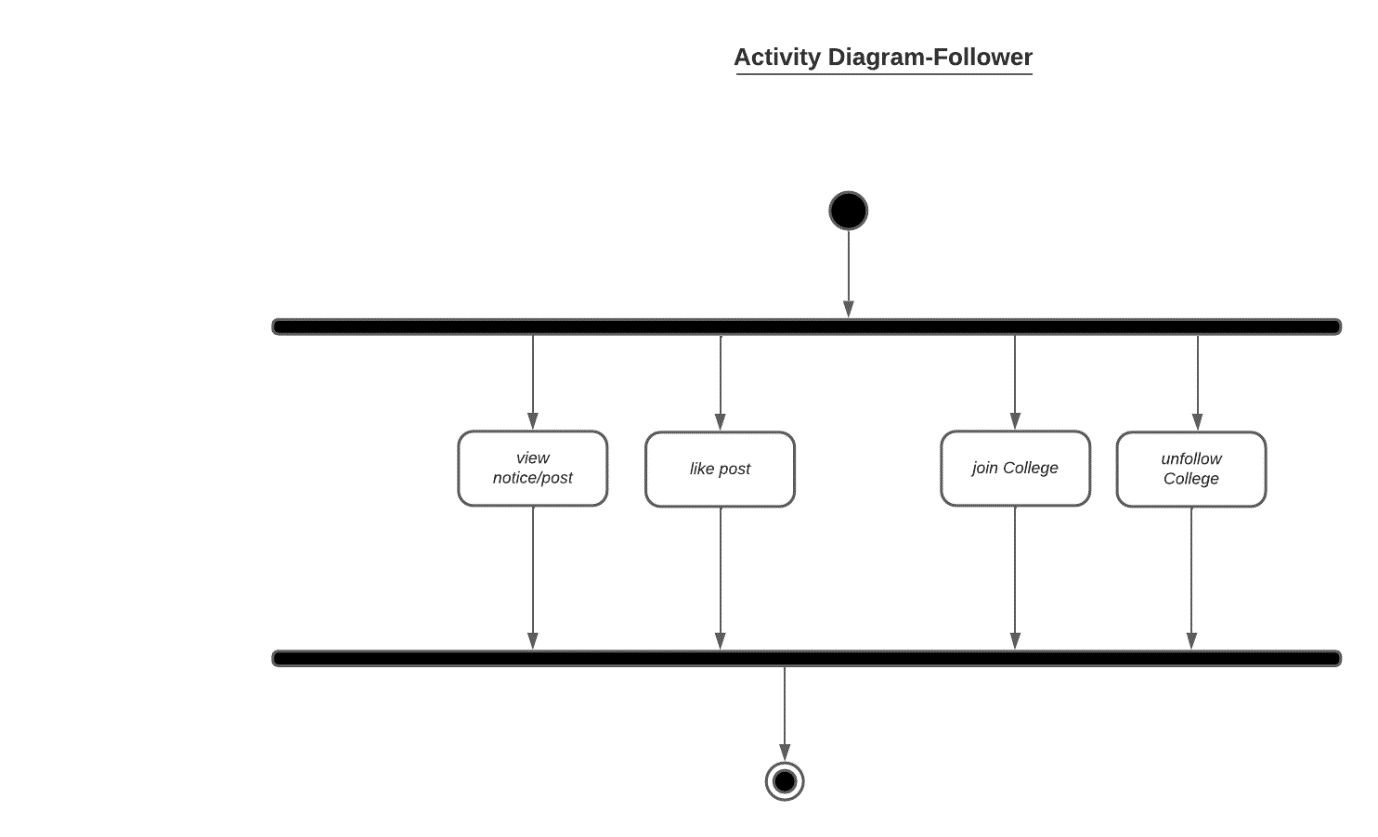 Activity Diagram-Follower
view
notice/post
like post
join College
unfollow
College